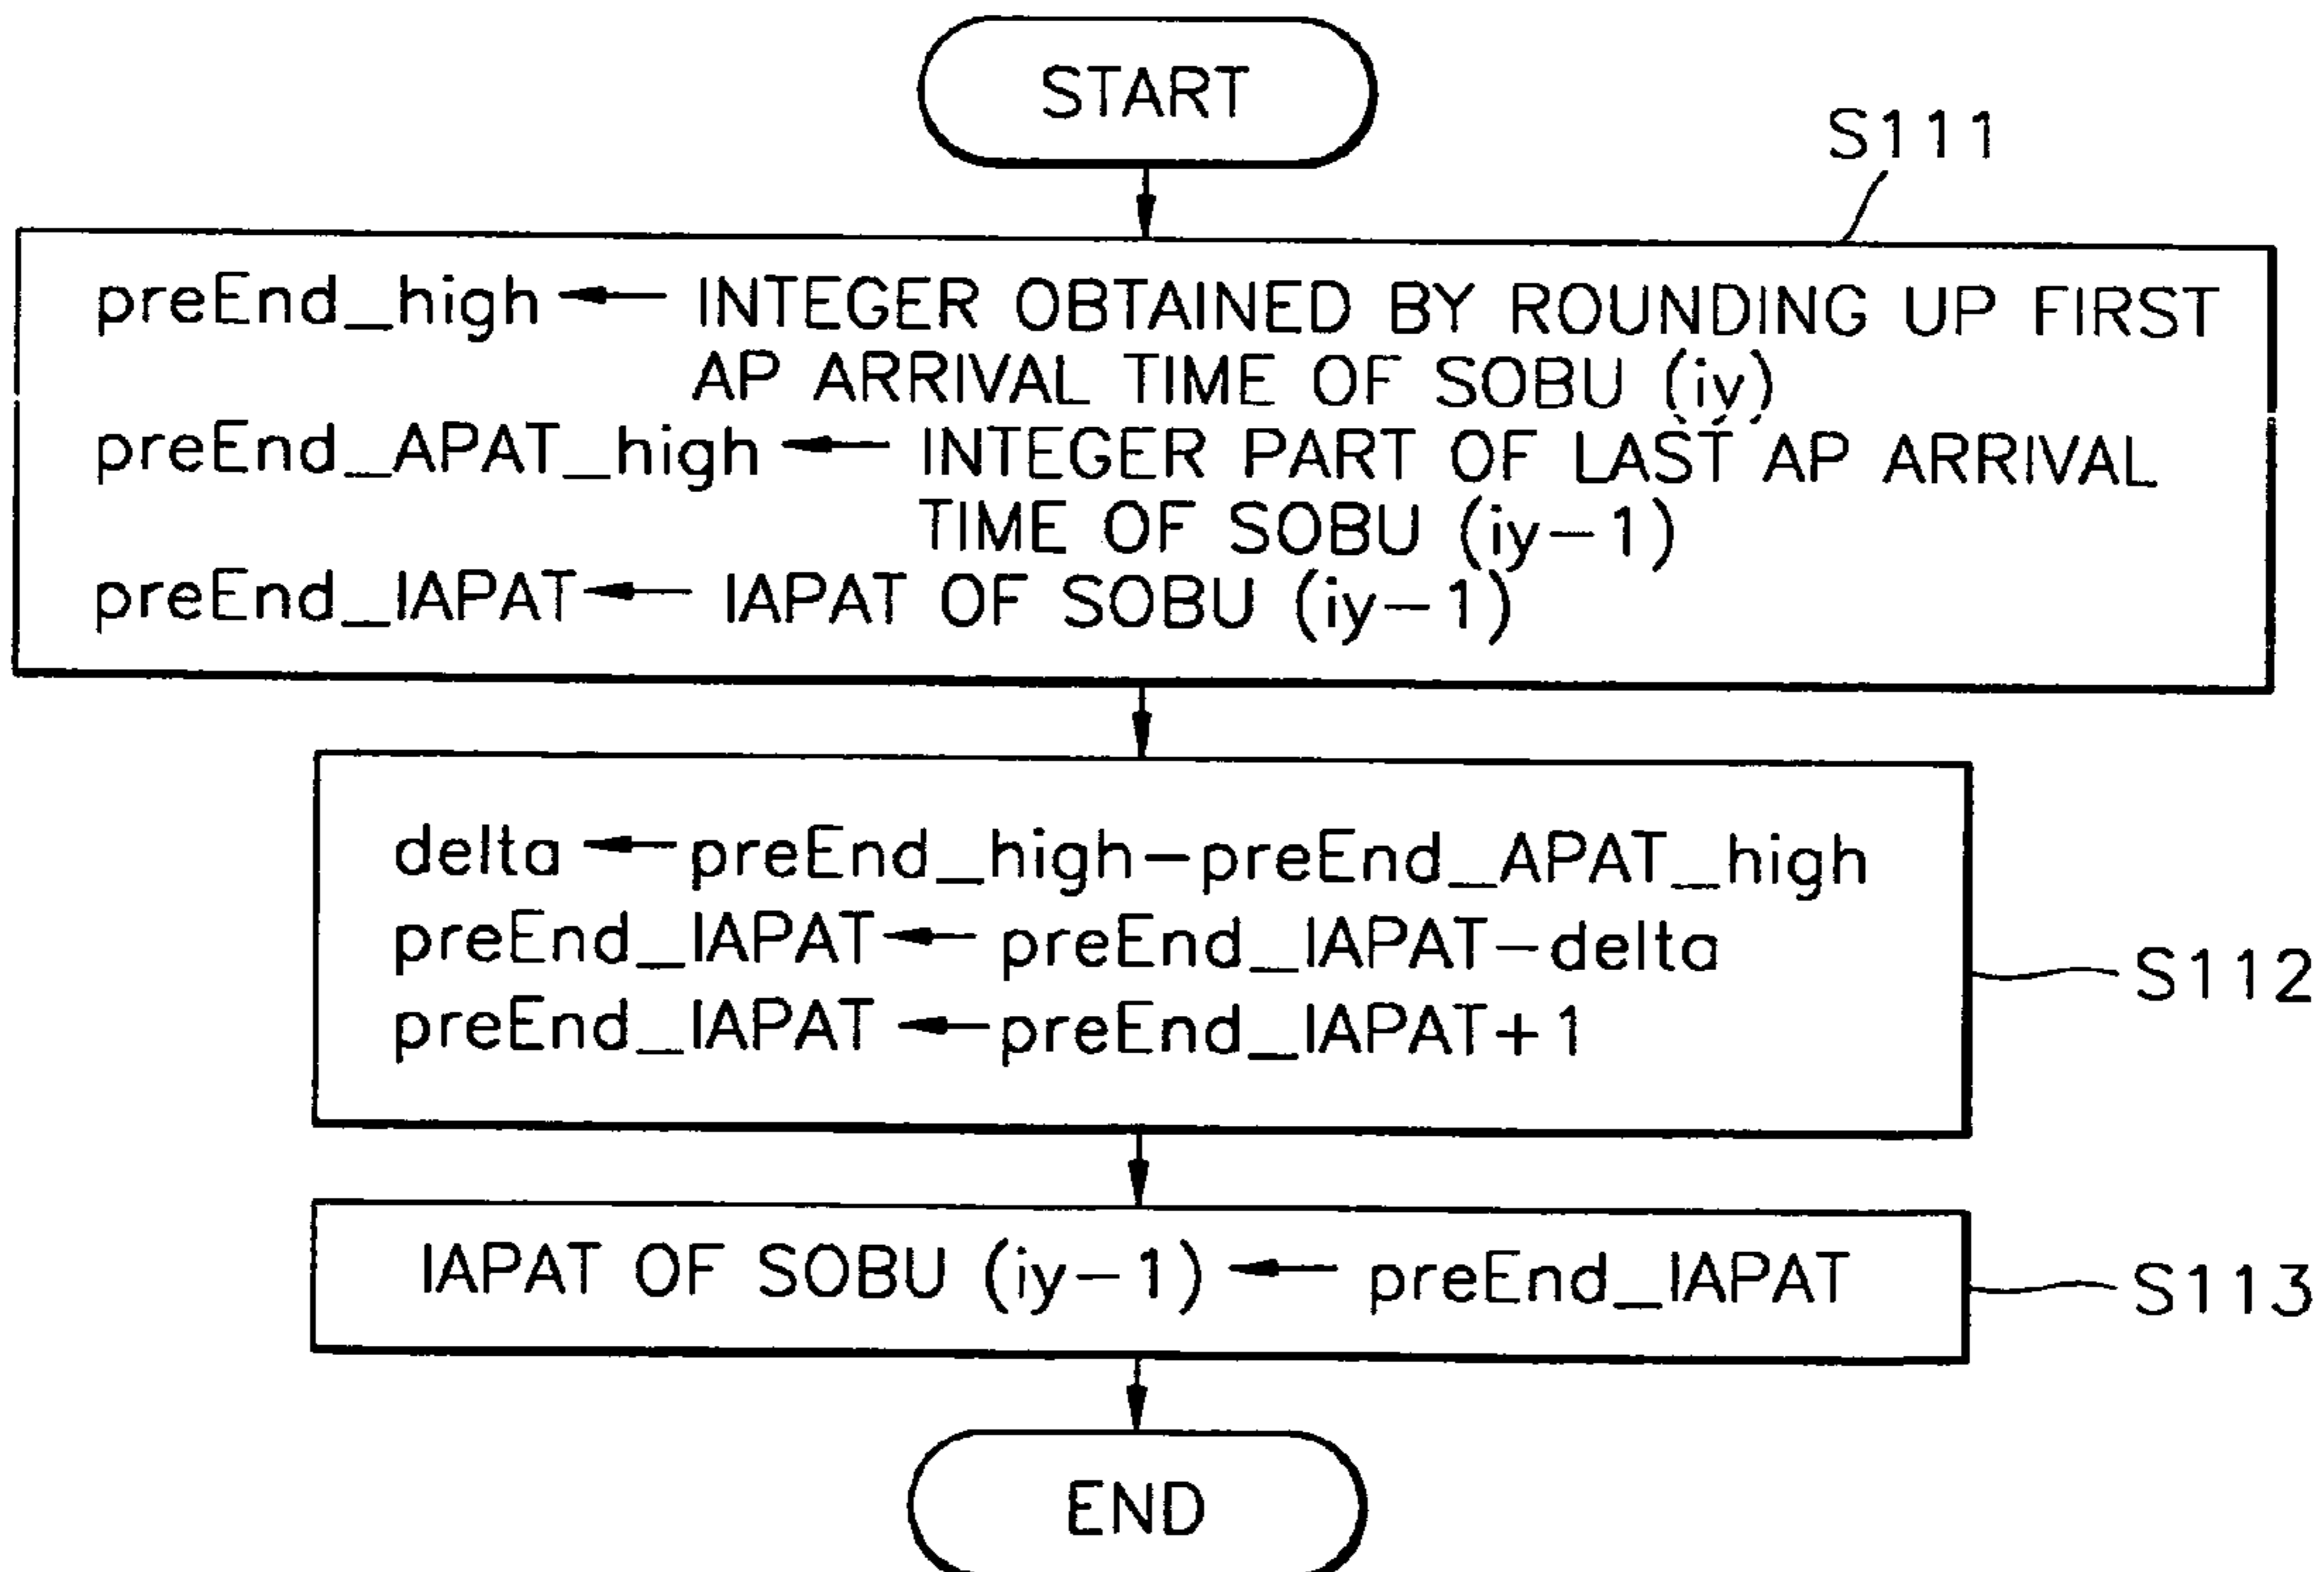 START
S111
preEnd_high ← INTEGER OBTAINED BY ROUNDING UP FIRST
AP ARRIVAL TIME OF SOBU (iy)
preEnd_APAT_high ← INTEGER PART OF LAST AP ARRIVAL
TIME OF SOBU (iy-1)
preEnd_IAPAT ← IAPAT OF SOBU (iy-1)
delta ← preEnd_high-preEnd_APAT_high
preEnd_IAPAT ← preEnd_IAPAT-delta
preEnd_IAPAT ← preEnd_IAPAT+1
S112
IAPAT OF SOBU (iy-1) ← preEnd_IAPAT
S113
END